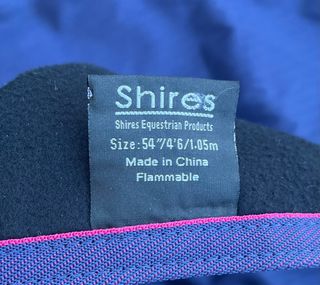 Shires
Shires Equestrian Products
Size:54"/4'6/1.05m
Made in China
Flammable